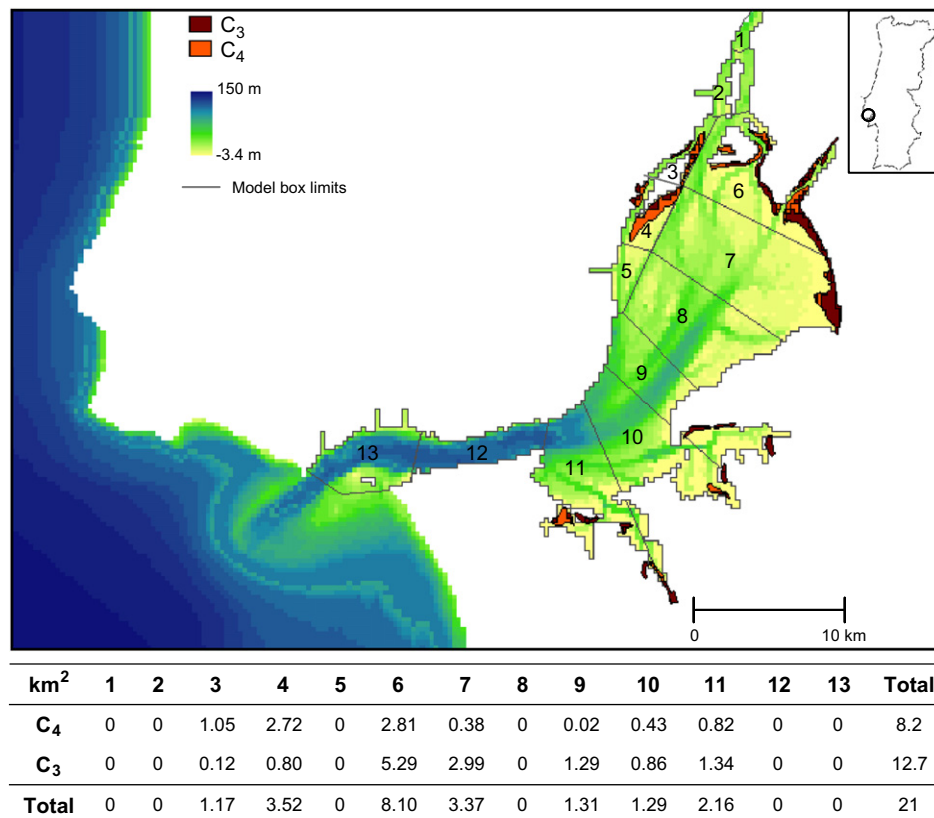 C3
C4
150 m
-3.4 m
Model box limits
1
2
3
6
4
5
7
8
9
10
13
12
11
0 10 km
km2 1 2 3 4 5 6 7 8 9 10 11 12 13 Total
C4 0 0 1.05 2.72 0 2.81 0.38 0 0.02 0.43 0.82 0 0 8.2
C3 0 0 0.12 0.80 0 5.29 2.99 0 1.29 0.86 1.34 0 0 12.7
Total 0 0 1.17 3.52 0 8.10 3.37 0 1.31 1.29 2.16 0 0 21